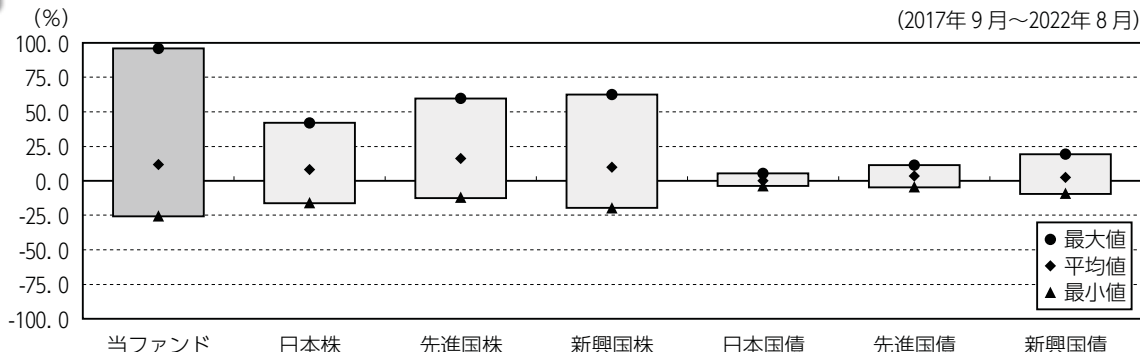 (%)
(2017年9月～2022年8月)
100.0
75.0
50.0
25.0
0.0
-25.0
-50.0
-75.0
-100.0
● 最大値
◆ 平均値
▲ 最小値
当ファンド 日本株 先進国株 新興国株 日本国債 先進国債 新興国債